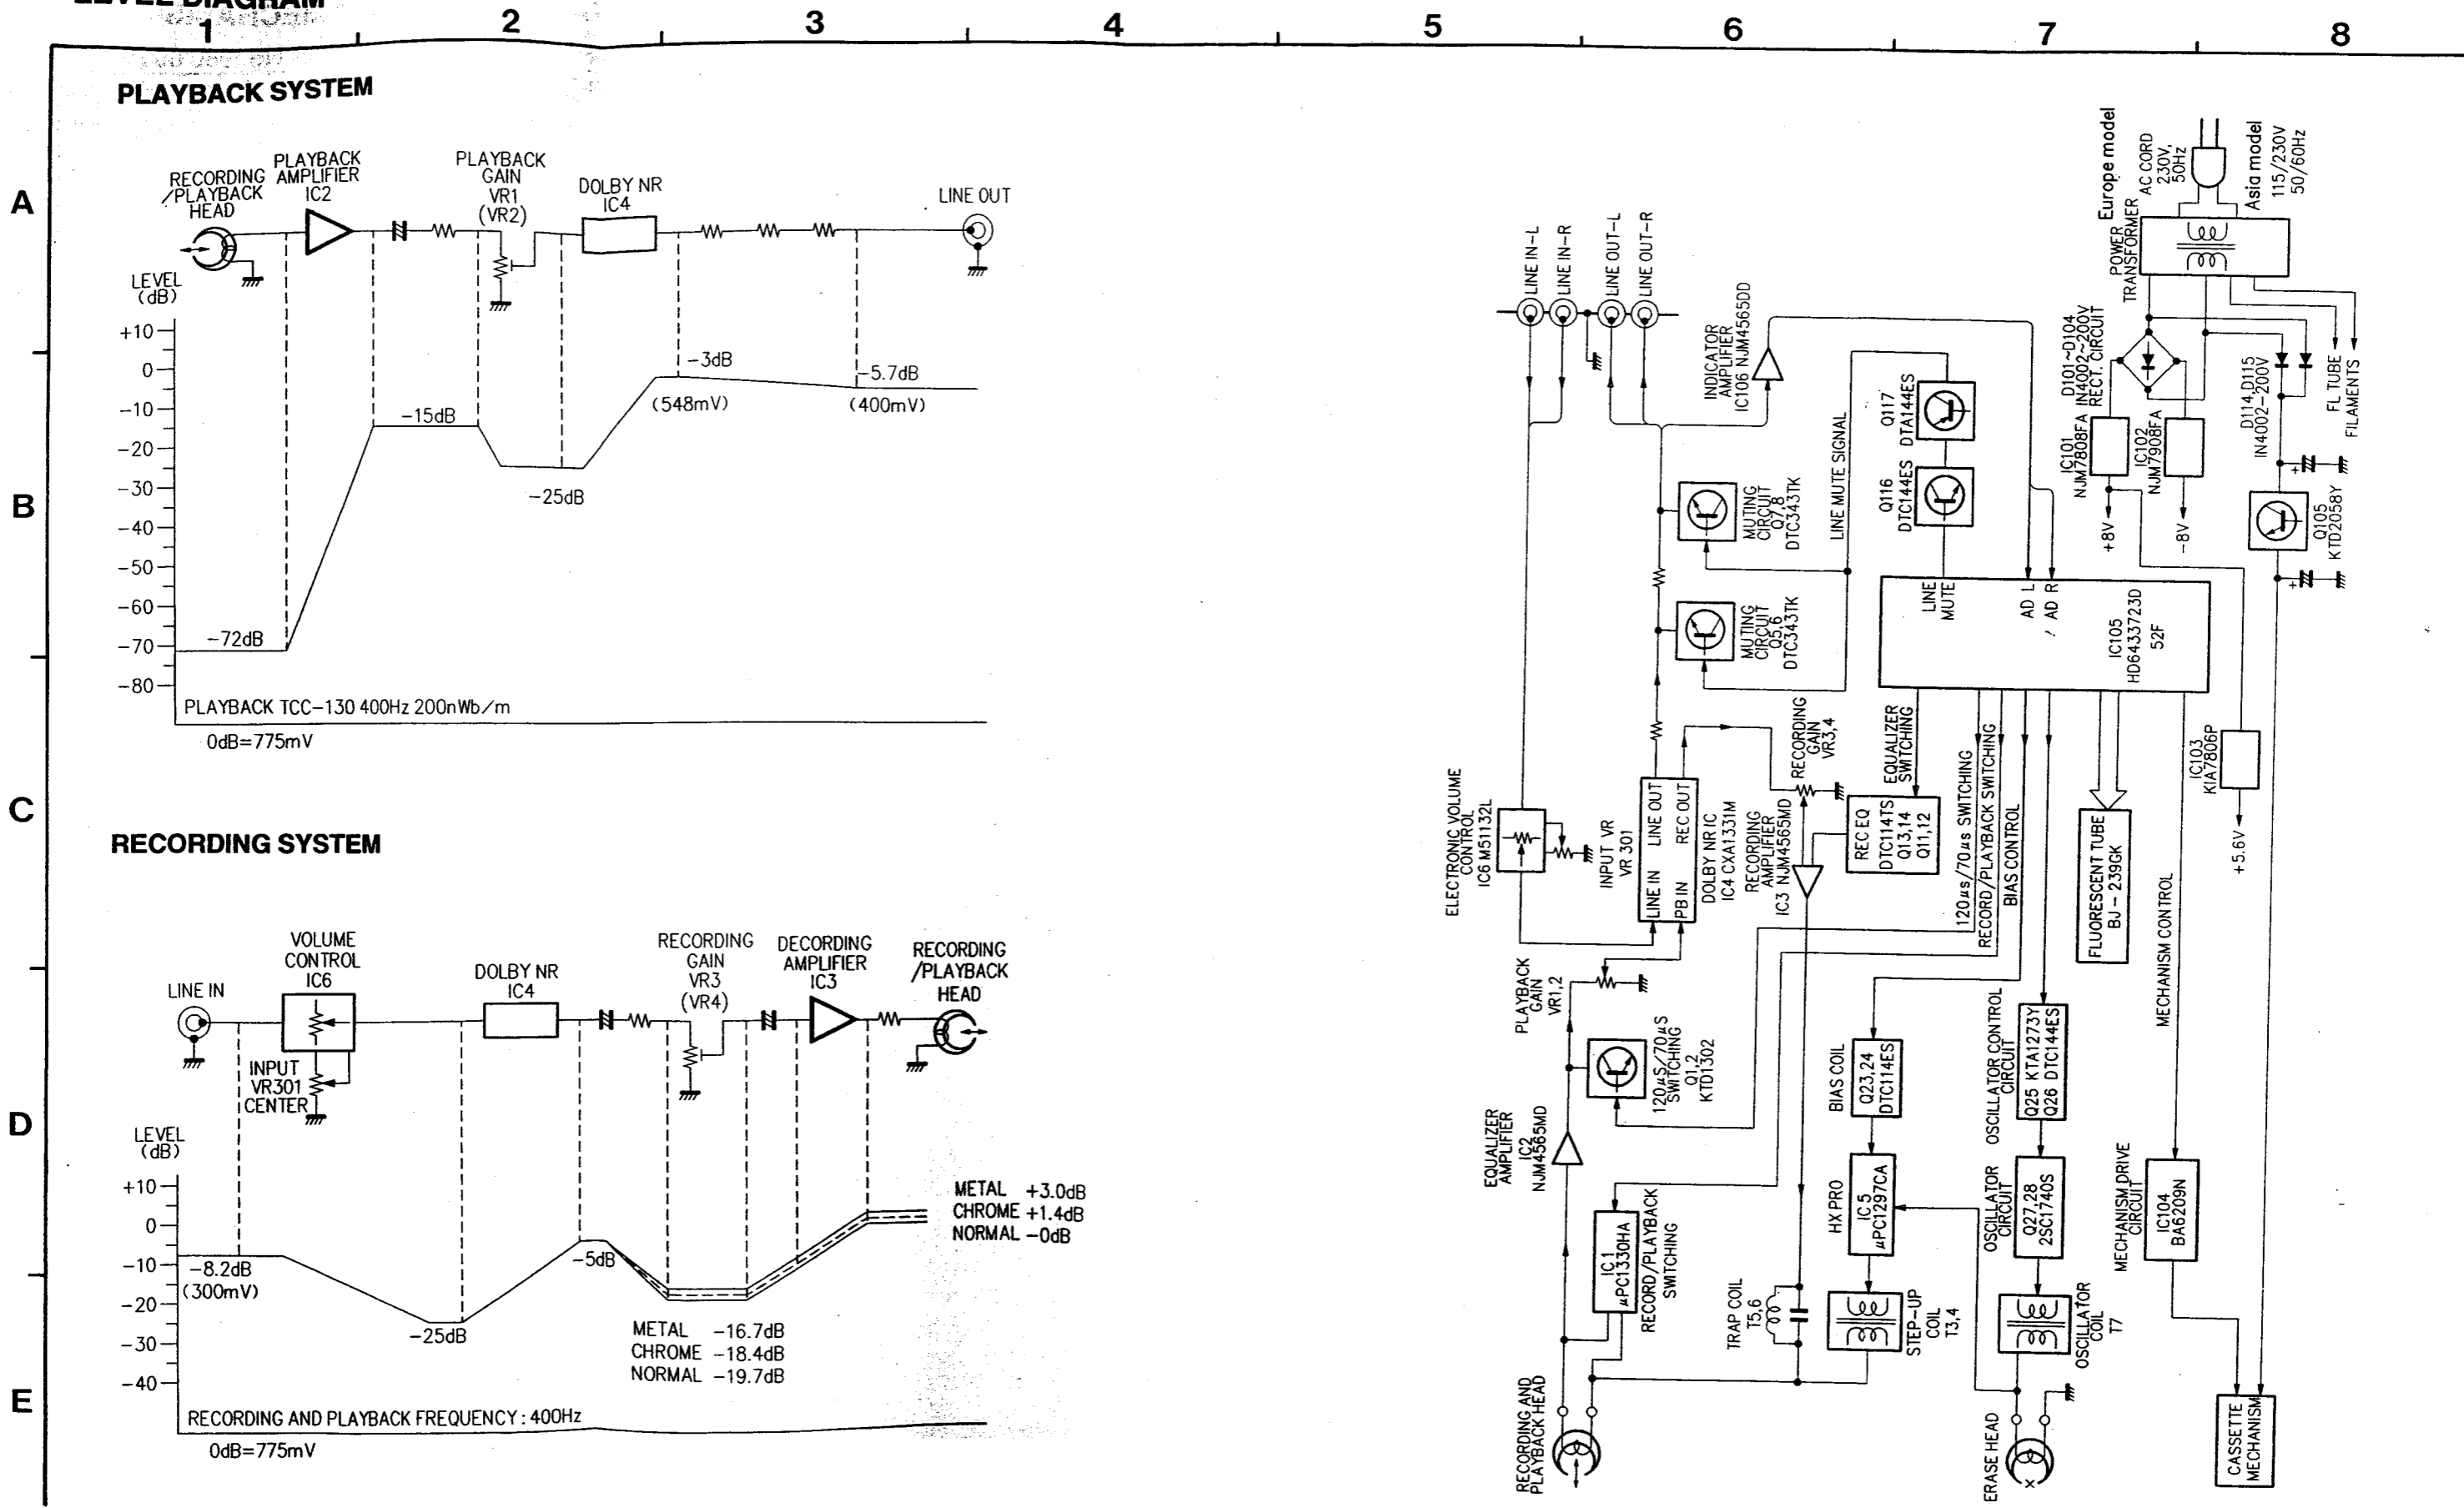 LEVEL DIAGRAM
1 2 3 4 5 6 7 8
A
B
C
D
E
PLAYBACK SYSTEM
RECORDING
/PLAYBACK
HEAD
PLAYBACK
AMPLIFIER
IC2
PLAYBACK
GAIN
VR1
(VR2)
DOLBY NR
IC4
LINE OUT
LEVEL
(dB)
+10
0
-10
-20
-30
-40
-50
-60
-70
-80
-72dB
-15dB
-25dB
-3dB
(548mV)
-5.7dB
(400mV)
PLAYBACK TCC-130 400Hz 200nWb/m
0dB=775mV
RECORDING SYSTEM
LINE IN
VOLUME
CONTROL
IC6
INPUT
VR301
CENTER
DOLBY NR
IC4
RECORDING
GAIN
VR3
(VR4)
DECORDING
AMPLIFIER
IC3
RECORDING
/PLAYBACK
HEAD
LEVEL
(dB)
+10
0
-10
-20
-30
-40
-8.2dB
(300mV)
-25dB
-5dB
METAL -16.7dB
CHROME -18.4dB
NORMAL -19.7dB
METAL +3.0dB
CHROME +1.4dB
NORMAL -0dB
RECORDING AND PLAYBACK FREQUENCY : 400Hz
0dB=775mV
LINE IN-L
LINE IN-R
LINE OUT-L
LINE OUT-R
INDICATOR
AMPLIFIER
IC106 NJM4565DD
LINE MUTE SIGNAL
Q117
DTA144ES
Q116
DTC144ES
MUTING
CIRCUIT
Q7,8
DTC343TK
MUTING
CIRCUIT
Q5,6
DTC343TK
Europe model
AC CORD
230V,
50Hz
Asia model
115/230V
50/60Hz
POWER
TRANSFORMER
D101~D104
IN4002~200V
RECT. CIRCUIT
IC101
NJM7808FA
IC102
NJM7908FA
D114,D115
IN4002-200V
FL TUBE
FILAMENTS
+8V
-8V
+
Q105
KTD2058Y
+
LINE
MUTE
AD L
AD R
IC105
HD6433723D
52F
ELECTRONIC VOLUME
CONTROL
IC6 M51132L
INPUT VR
VR 301
LINE IN LINE OUT
PB IN REC OUT
DOLBY NR IC
IC4 CXA1331M
RECORDING
AMPLIFIER
IC3 NJM4565MD
RECORDING
GAIN
VR3,4
EQUALIZER
SWITCHING
REC EQ
DTC114TS
Q13,14
Q11,12
120µs/70µs SWITCHING
RECORD/PLAYBACK SWITCHING
BIAS CONTROL
FLUORESCENT TUBE
BJ-239GK
MECHANISM CONTROL
IC103
KIA7806P
+5.6V
PLAYBACK
GAIN
VR1,2
120µS/70µS
SWITCHING
Q1,2
KTD1302
EQUALIZER
AMPLIFIER
IC2
NJM4565MD
IC 1
µPC1330HA
RECORD/PLAYBACK
SWITCHING
BIAS COIL
Q23,24
DTC114ES
HX PRO
IC 5
µPC1297CA
OSCILLATOR CONTROL
CIRCUIT
Q25 KTA1273Y
Q26 DTC144ES
OSCILLATOR
CIRCUIT
Q27,28
2SC1740S
MECHANISM DRIVE
CIRCUIT
IC104
BA6209N
TRAP COIL
T5,6
STEP-UP
COIL
T3,4
OSCILLATOR
COIL
T7
RECORDING AND
PLAYBACK HEAD
ERASE HEAD
CASSETTE
MECHANISM